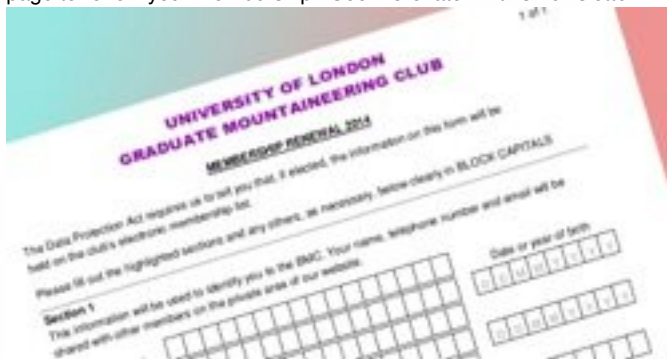 1 of 1
UNIVERSITY OF LONDON
GRADUATE MOUNTAINEERING CLUB
MEMBERSHIP RENEWAL 2014
The Data Protection Act requires us to tell you that, if elected, the information on this form will be
held on the club's electronic membership list.
Please fill out the highlighted sections and any others, as necessary, below clearly in BLOCK CAPITALS
Section 1
This information will be used to identify you to the BMC. Your name, telephone number and email will be
shared with other members on the private area of our website.
Date or year of birth
D D M M Y Y Y Y
D D M M Y Y Y Y